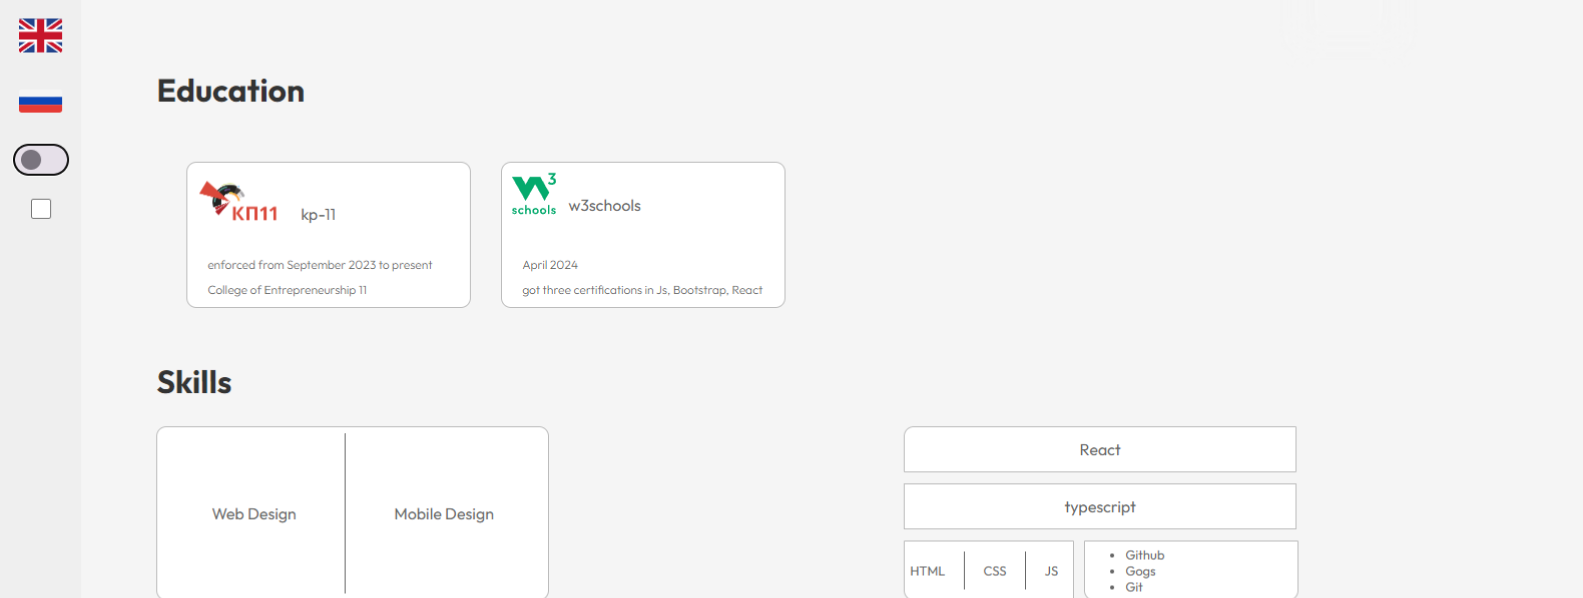 Education
КП11
kp-11
enforced from September 2023 to present
College of Entrepreneurship 11
W3
schools
w3schools
April 2024
got three certifications in Js, Bootstrap, React
Skills
Web Design
Mobile Design
React
typescript
HTML
CSS
JS
Github
Gogs
Git